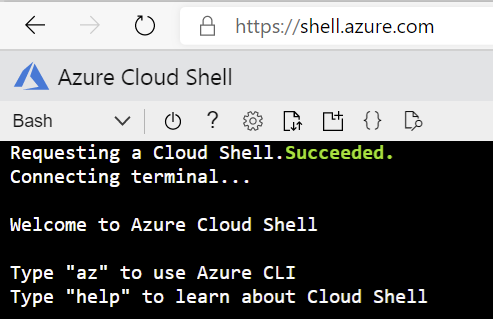 https://shell.azure.com
Azure Cloud Shell
Bash
?
{}
Requesting a Cloud Shell.Succeeded.
Connecting terminal...
Welcome to Azure Cloud Shell
Type "az" to use Azure CLI
Type "help" to learn about Cloud Shell